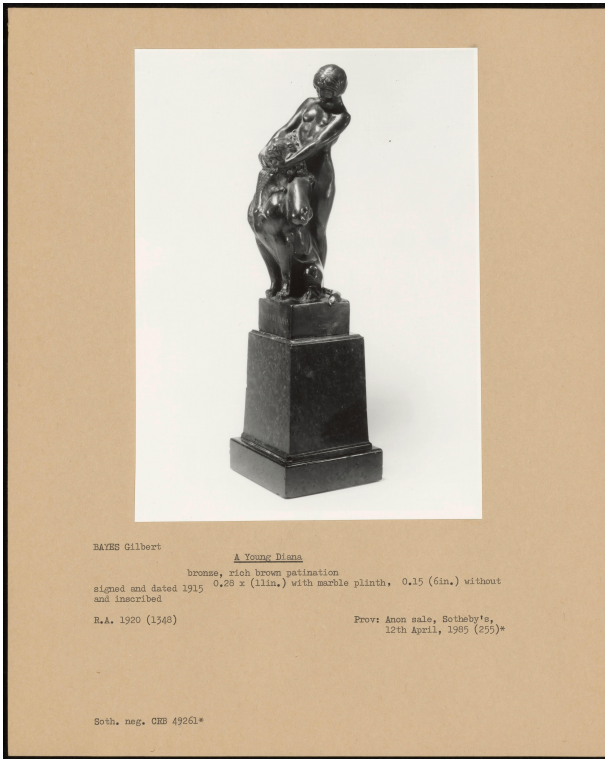 BAYES Gilbert
A Young Diana
bronze, rich brown patination
signed and dated 1915 0.28 x (11in.) with marble plinth, 0.15 (6in.) without
and inscribed
R.A. 1920 (1348)
Prov: Anon sale, Sotheby's,
12th April, 1985 (255)*
Soth. neg. CRB 49261*